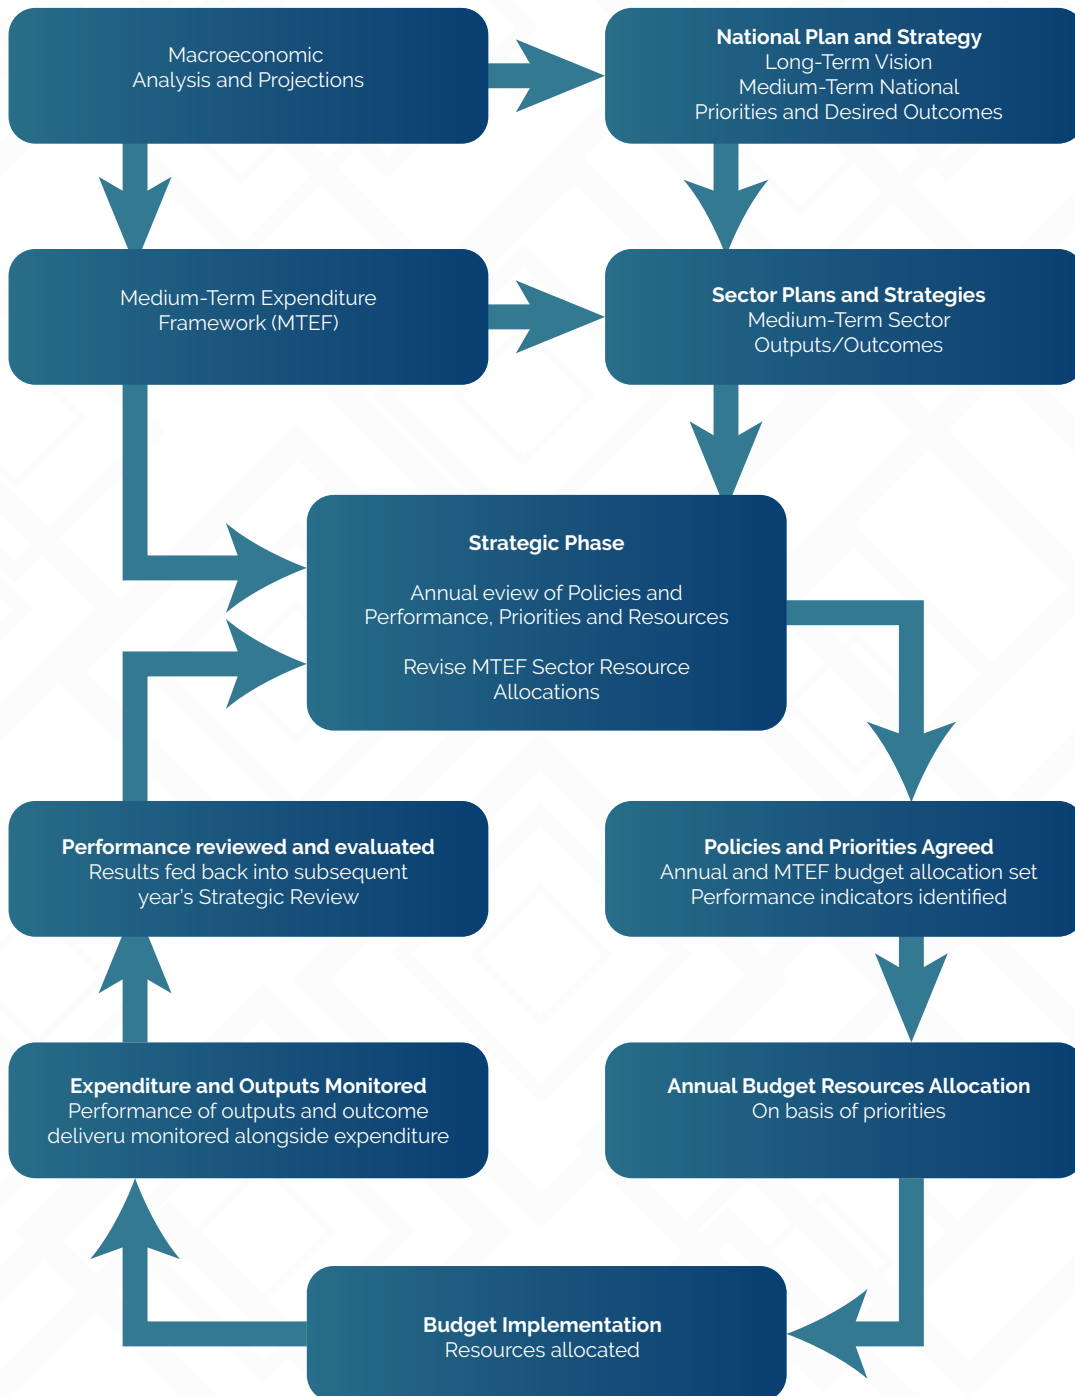 Macroeconomic
Analysis and Projections
National Plan and Strategy
Long-Term Vision
Medium-Term National
Priorities and Desired Outcomes
Medium-Term Expenditure
Framework (MTEF)
Sector Plans and Strategies
Medium-Term Sector
Outputs/Outcomes
Strategic Phase
Annual eview of Policies and
Performance, Priorities and Resources
Revise MTEF Sector Resource
Allocations
Performance reviewed and evaluated
Results fed back into subsequent
year's Strategic Review
Policies and Priorities Agreed
Annual and MTEF budget allocation set
Performance indicators identified
Expenditure and Outputs Monitored
Performance of outputs and outcome
deliveru monitored alongside expenditure
Annual Budget Resources Allocation
On basis of priorities
Budget Implementation
Resources allocated